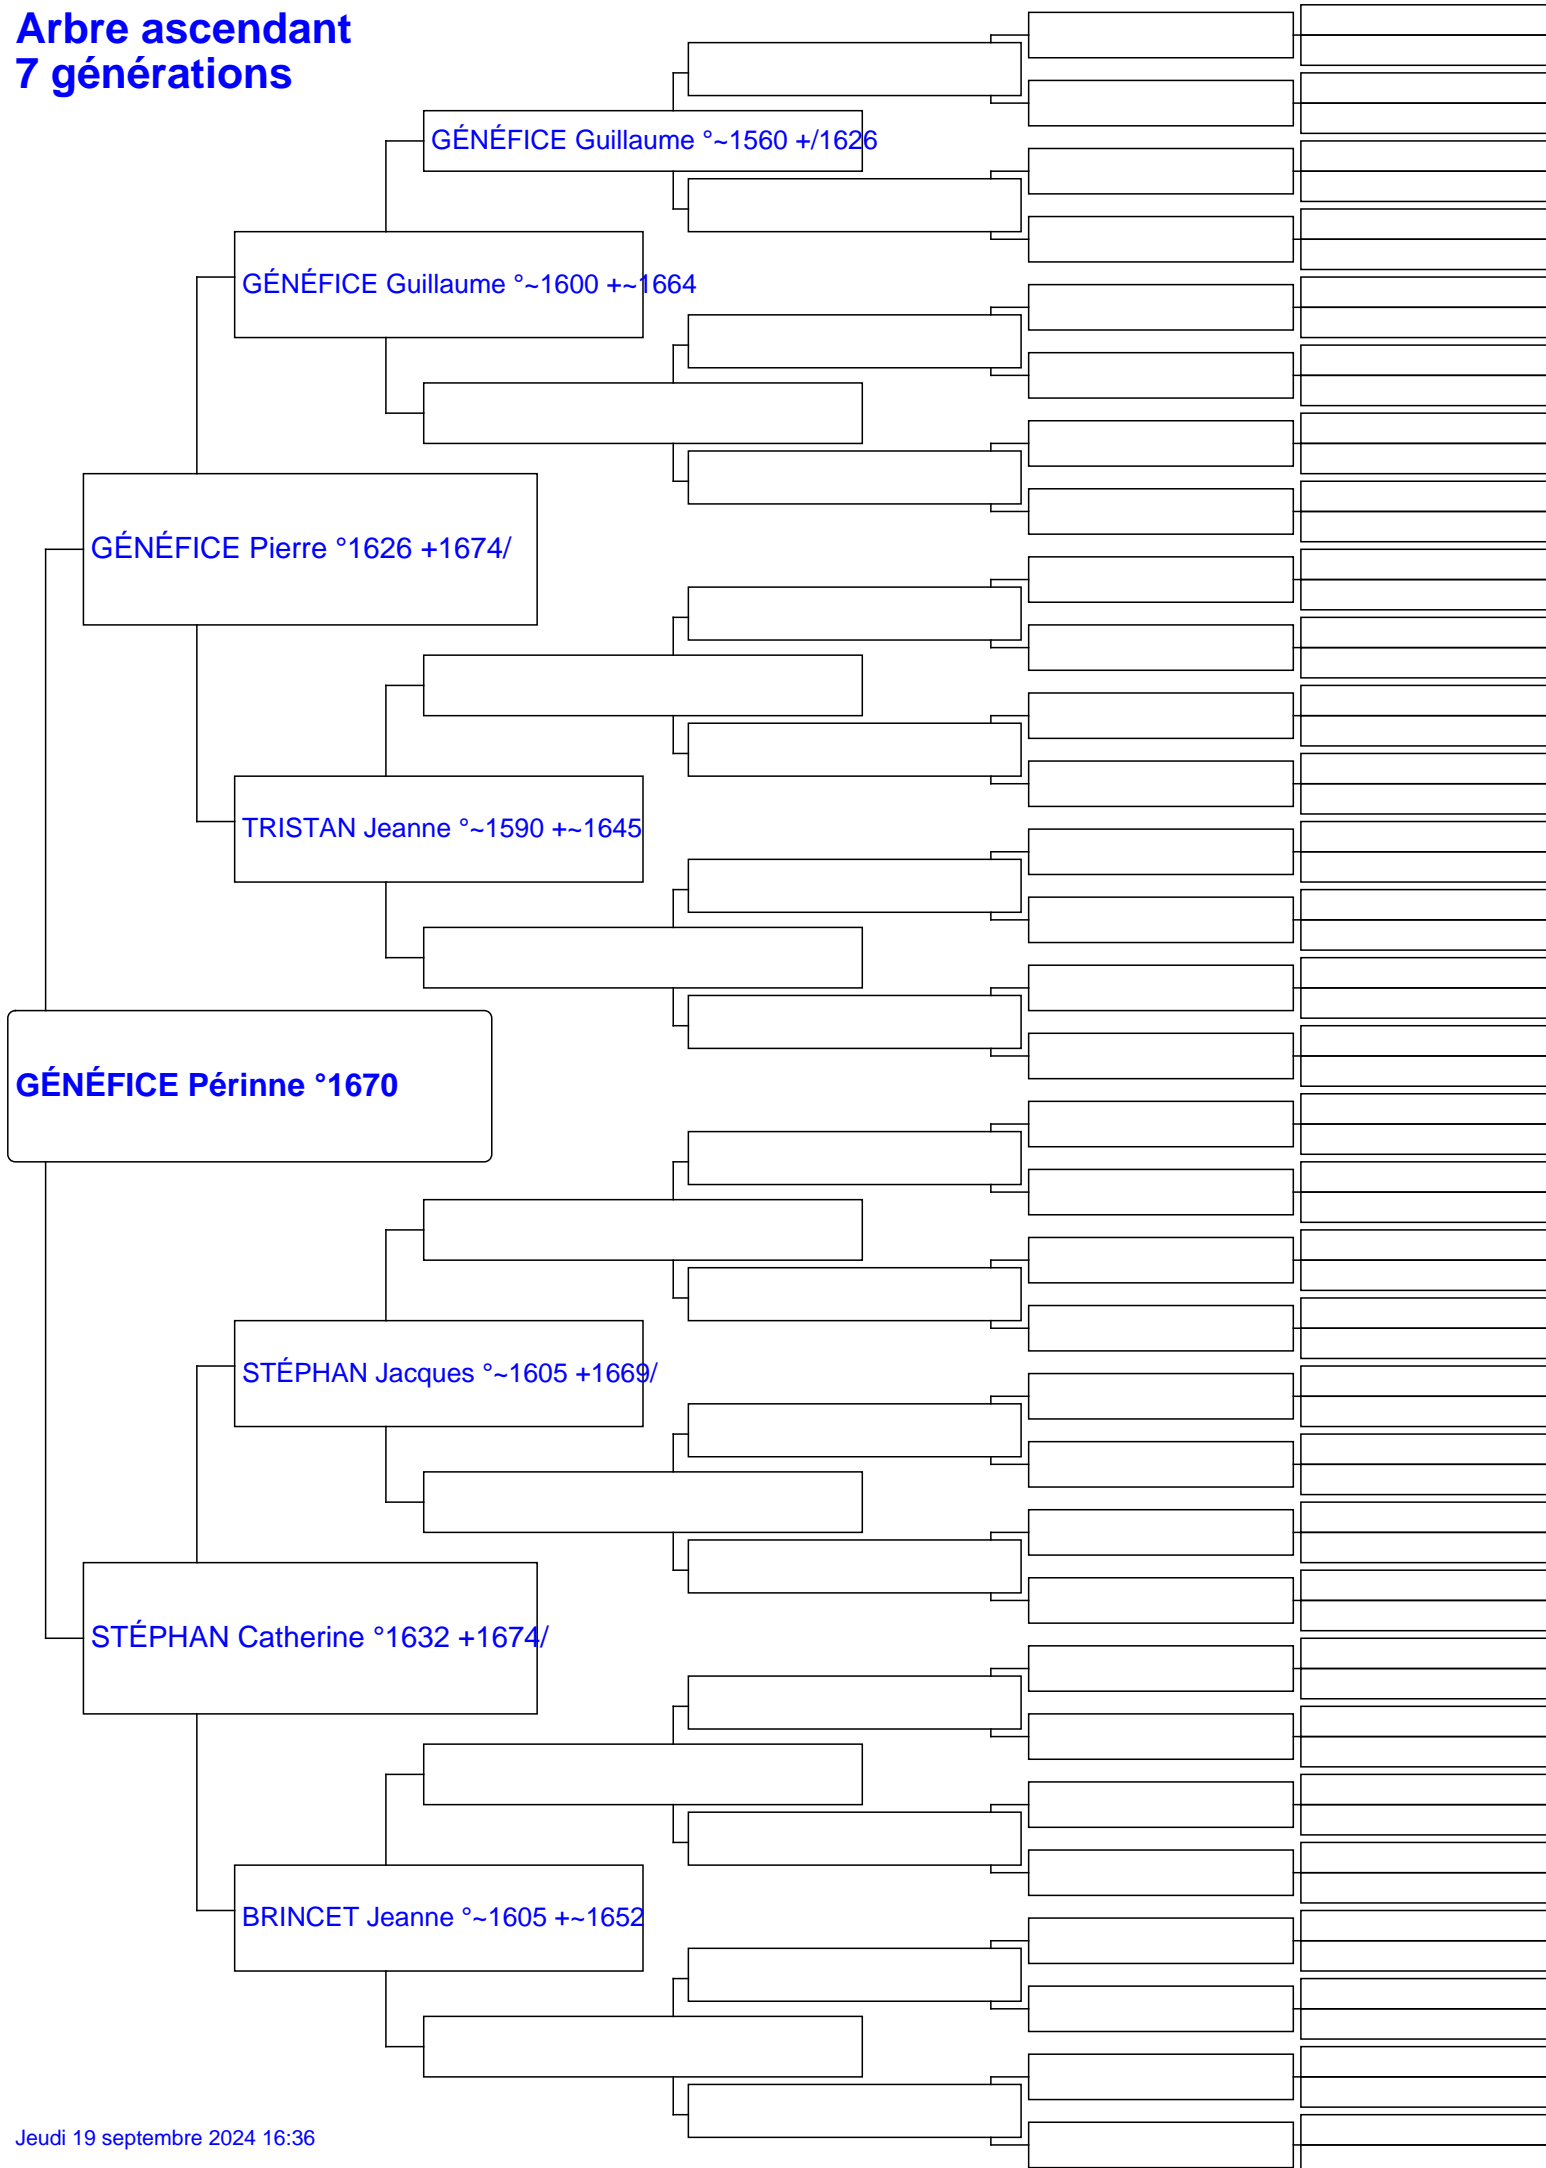 Arbre ascendant
7 générations
GÉNÉFICE Guillaume °~1560 +/1626
GÉNÉFICE Guillaume °~1600 +~1664
GÉNÉFICE Pierre °1626 +1674/
TRISTAN Jeanne °~1590 +~1645
GÉNÉFICE Périnne °1670
STÉPHAN Jacques °~1605 +1669/
STÉPHAN Catherine °1632 +1674/
BRINCET Jeanne °~1605 +~1652
Jeudi 19 septembre 2024 16:36